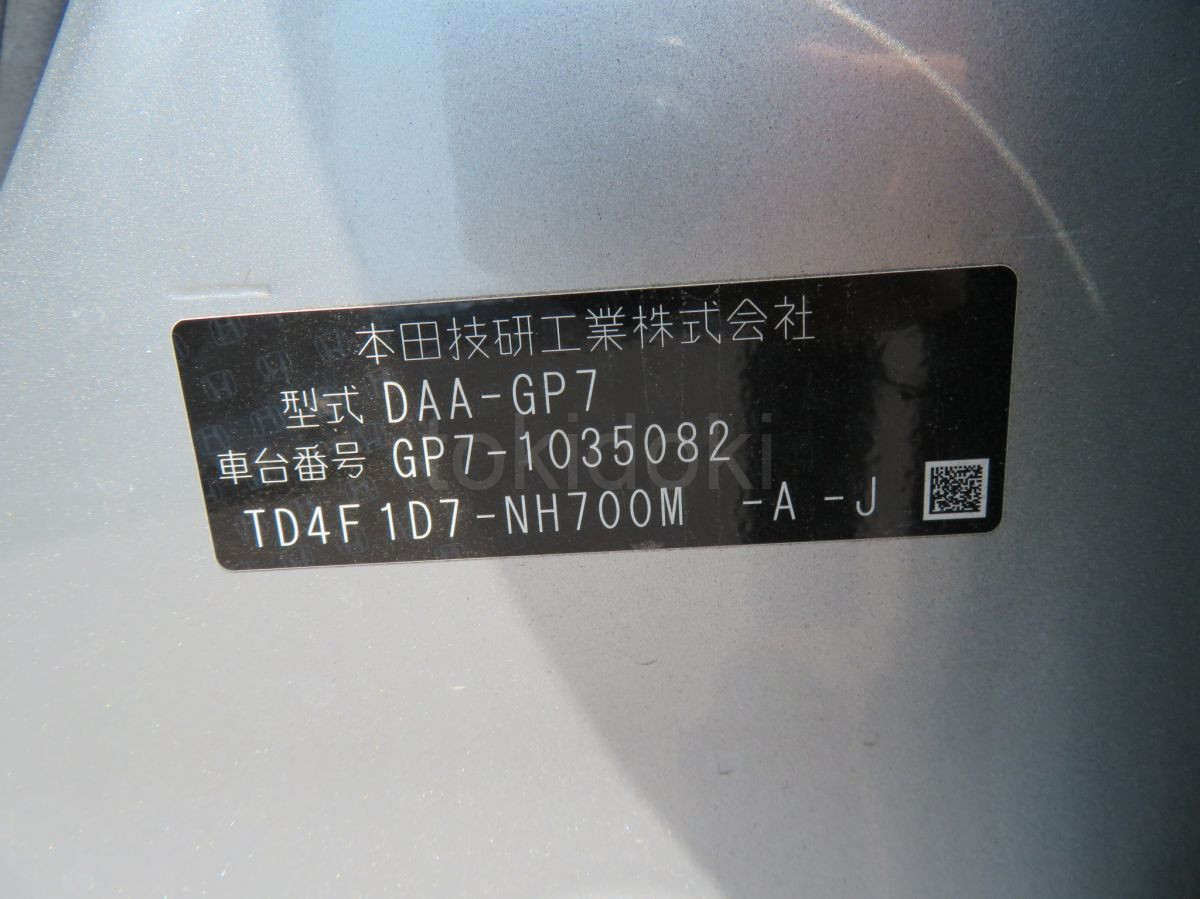 本田技研工業株式会社
型式 DAA-GP7
車台番号 GP7-1035082
TD4F1D7-NH700M -A -J
tokidoki